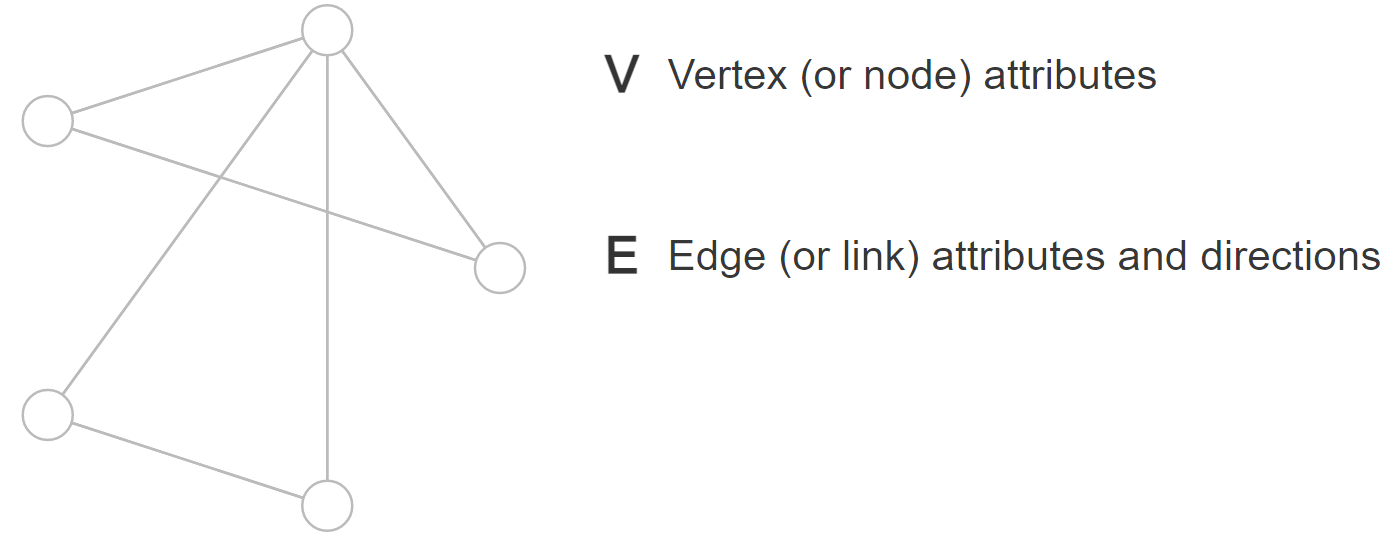 V Vertex (or node) attributes
E Edge (or link) attributes and directions